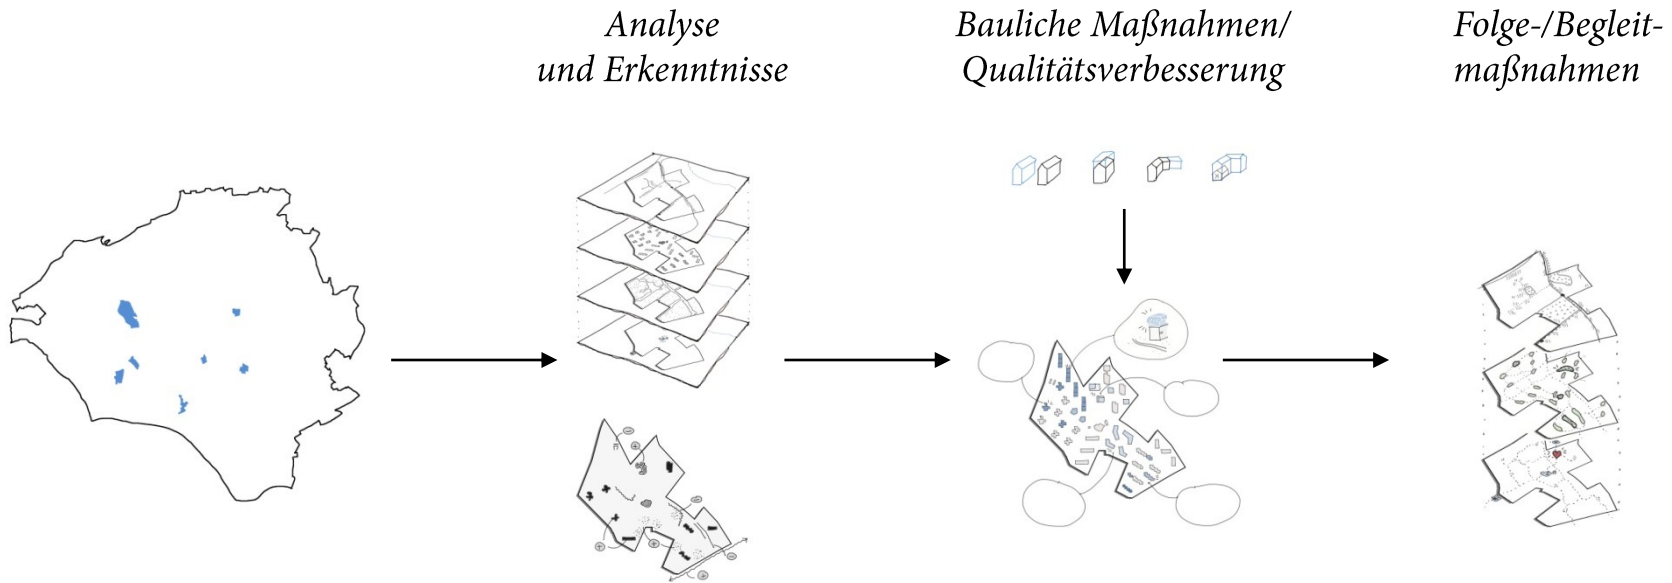 Analyse
und Erkenntnisse
Bauliche Maßnahmen/
Qualitätsverbesserung
Folge-/Begleit-
maßnahmen